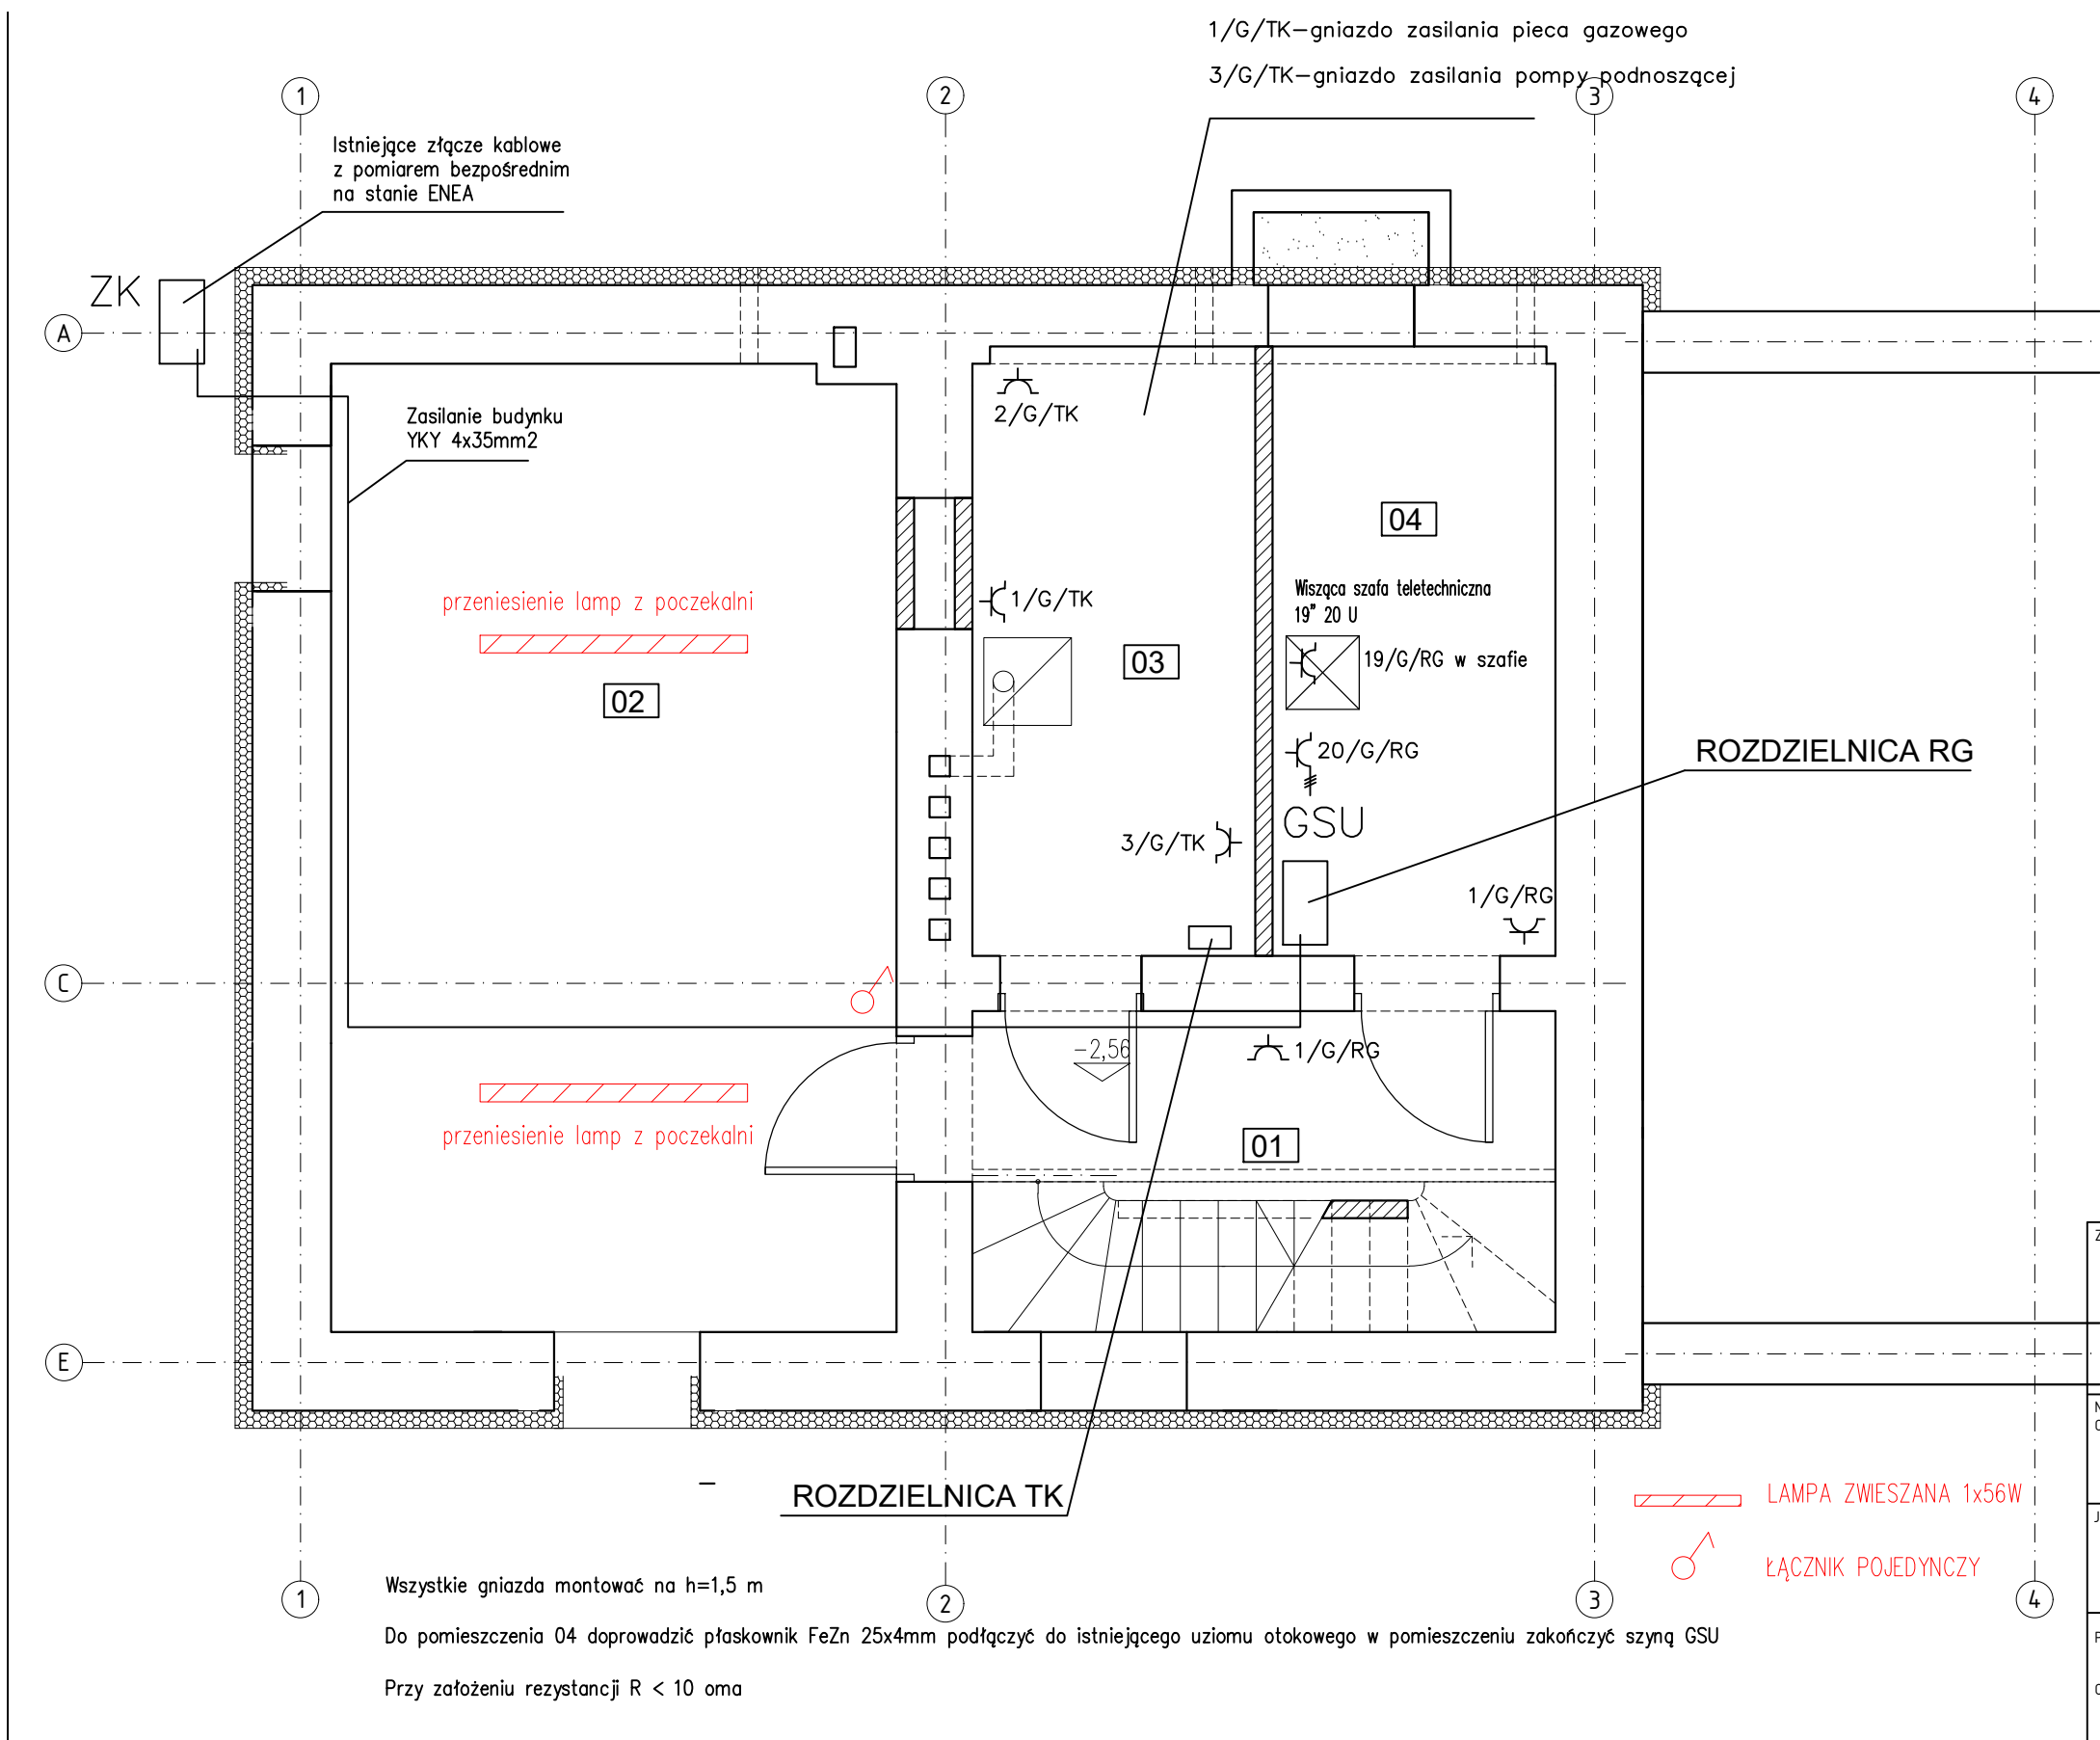 1/G/TK-gniazdo zasilania pieca gazowego
3/G/TK-gniazdo zasilania pompy podnoszącej
1
2
3
4
Istniejące złącze kablowe
z pomiarem bezpośrednim
na stanie ENEA
ZK
A
Zasilanie budynku
YKY 4x35mm2
2/G/TK
04
przeniesienie lamp z poczekalni
1/G/TK
Wisząca szafa teletechniczna
19" 20 U
03
19/G/RG w szafie
02
20/G/RG
ROZDZIELNICA RG
GSU
3/G/TK
1/G/RG
C
-2,56
1/G/RG
przeniesienie lamp z poczekalni
01
E
ROZDZIELNICA TK
LAMPA ZWIESZANA 1x56W
ŁĄCZNIK POJEDYNCZY
1
2
3
4
Wszystkie gniazda montować na h=1,5 m
Do pomieszczenia 04 doprowadzić płaskownik FeZn 25x4mm podłączyć do istniejącego uziomu otokowego w pomieszczeniu zakończyć szyną GSU
Przy założeniu rezystancji R < 10 oma